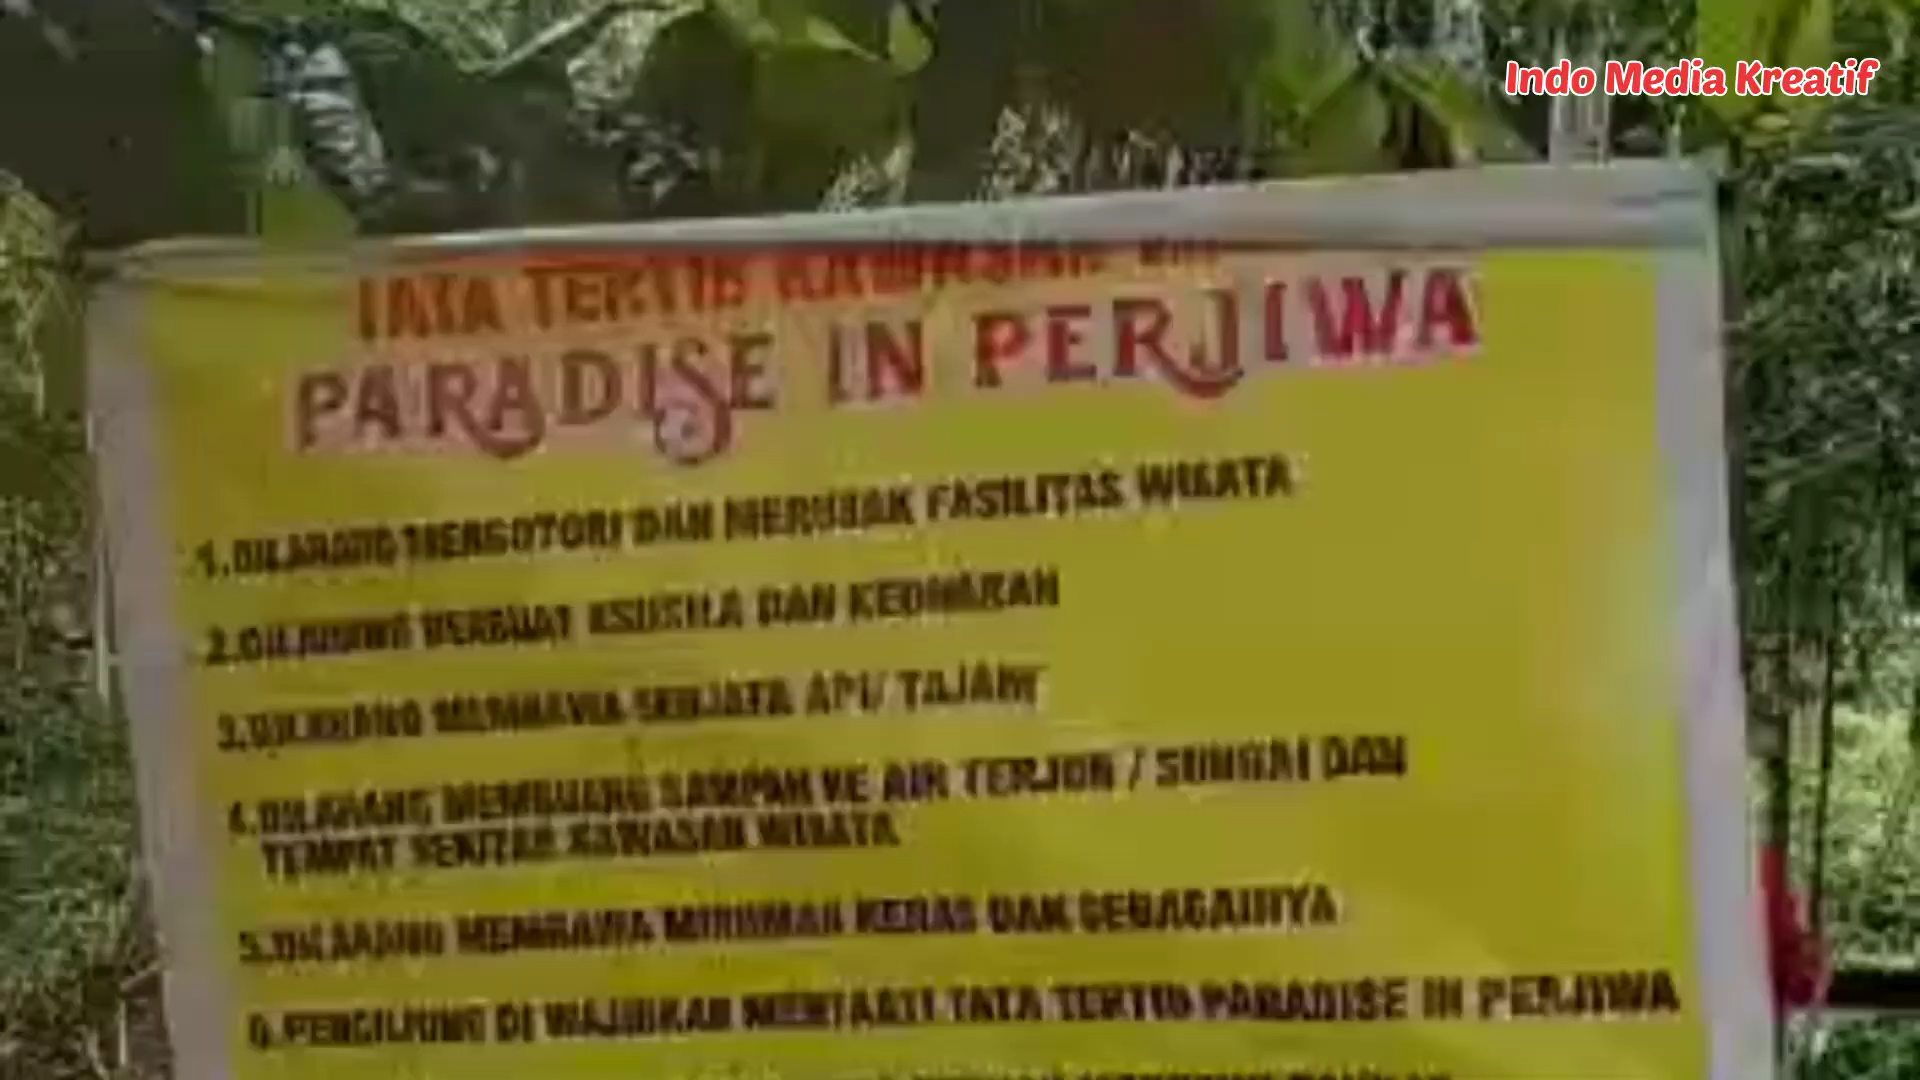 Indo Media Kreatif
TATA TERTIB KAWASAN
PARADISE IN PERJIWA
1.DILARANG MENGOTORI DAN MERUSAK FASILITAS WISATA
2.DILARANG BERBUAT ASUSILA DAN KEONARAN
3.DILARANG MEMBAWA SENJATA API/ TAJAM
4.DILARANG MEMBUANG SAMPAH KE AIR TERJUN / SUNGAI DAN
TEMPAT SEKITAR KAWASAN WISATA
5.DILARANG MEMBAWA MINUMAN KERAS DAN SEBAGAINYA
6.PENGUNJUNG DI WAJIBKAN MENTAATI TATA TERTIB PARADISE IN PERJIWA